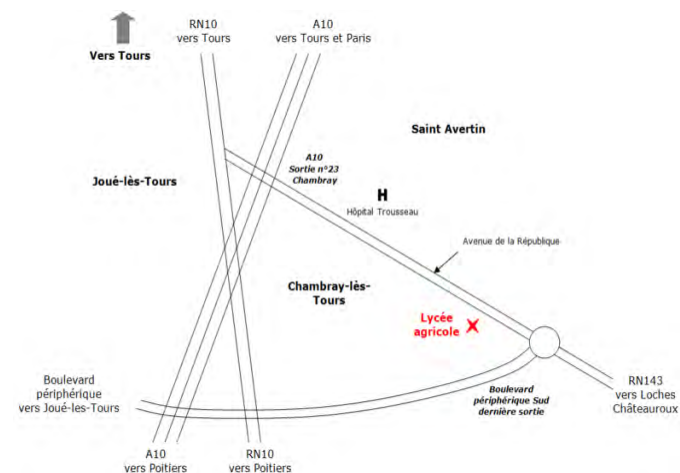 RN10
vers Tours
A10
vers Tours et Paris
Vers Tours
Saint Avertin
A10
Sortie n°23
Chambray
Joué-lès-Tours
H
Hôpital Trousseau
Avenue de la République
Chambray-lès-
Tours
Lycée
agricole
Boulevard
périphérique
vers Joué-les-Tours
Boulevard
périphérique Sud
dernière sortie
RN143
vers Loches
Châteauroux
A10
vers Poitiers
RN10
vers Poitiers